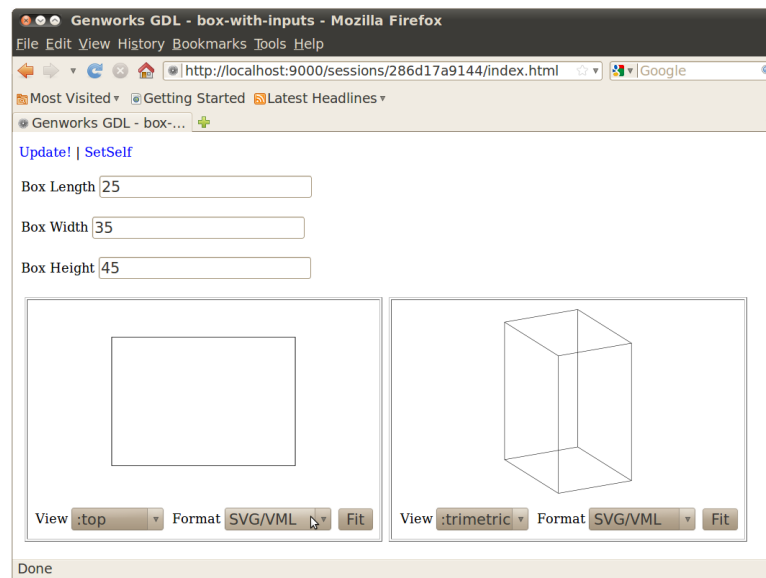 Genworks GDL - box-with-inputs - Mozilla Firefox
File Edit View History Bookmarks Tools Help
http://localhost:9000/sessions/286d17a9144/index.html Google
Most Visited Getting Started Latest Headlines
Genworks GDL - box-...
Update! | SetSelf
Box Length 25
Box Width 35
Box Height 45
View :top Format SVG/VML Fit View :trimetric Format SVG/VML Fit
Done